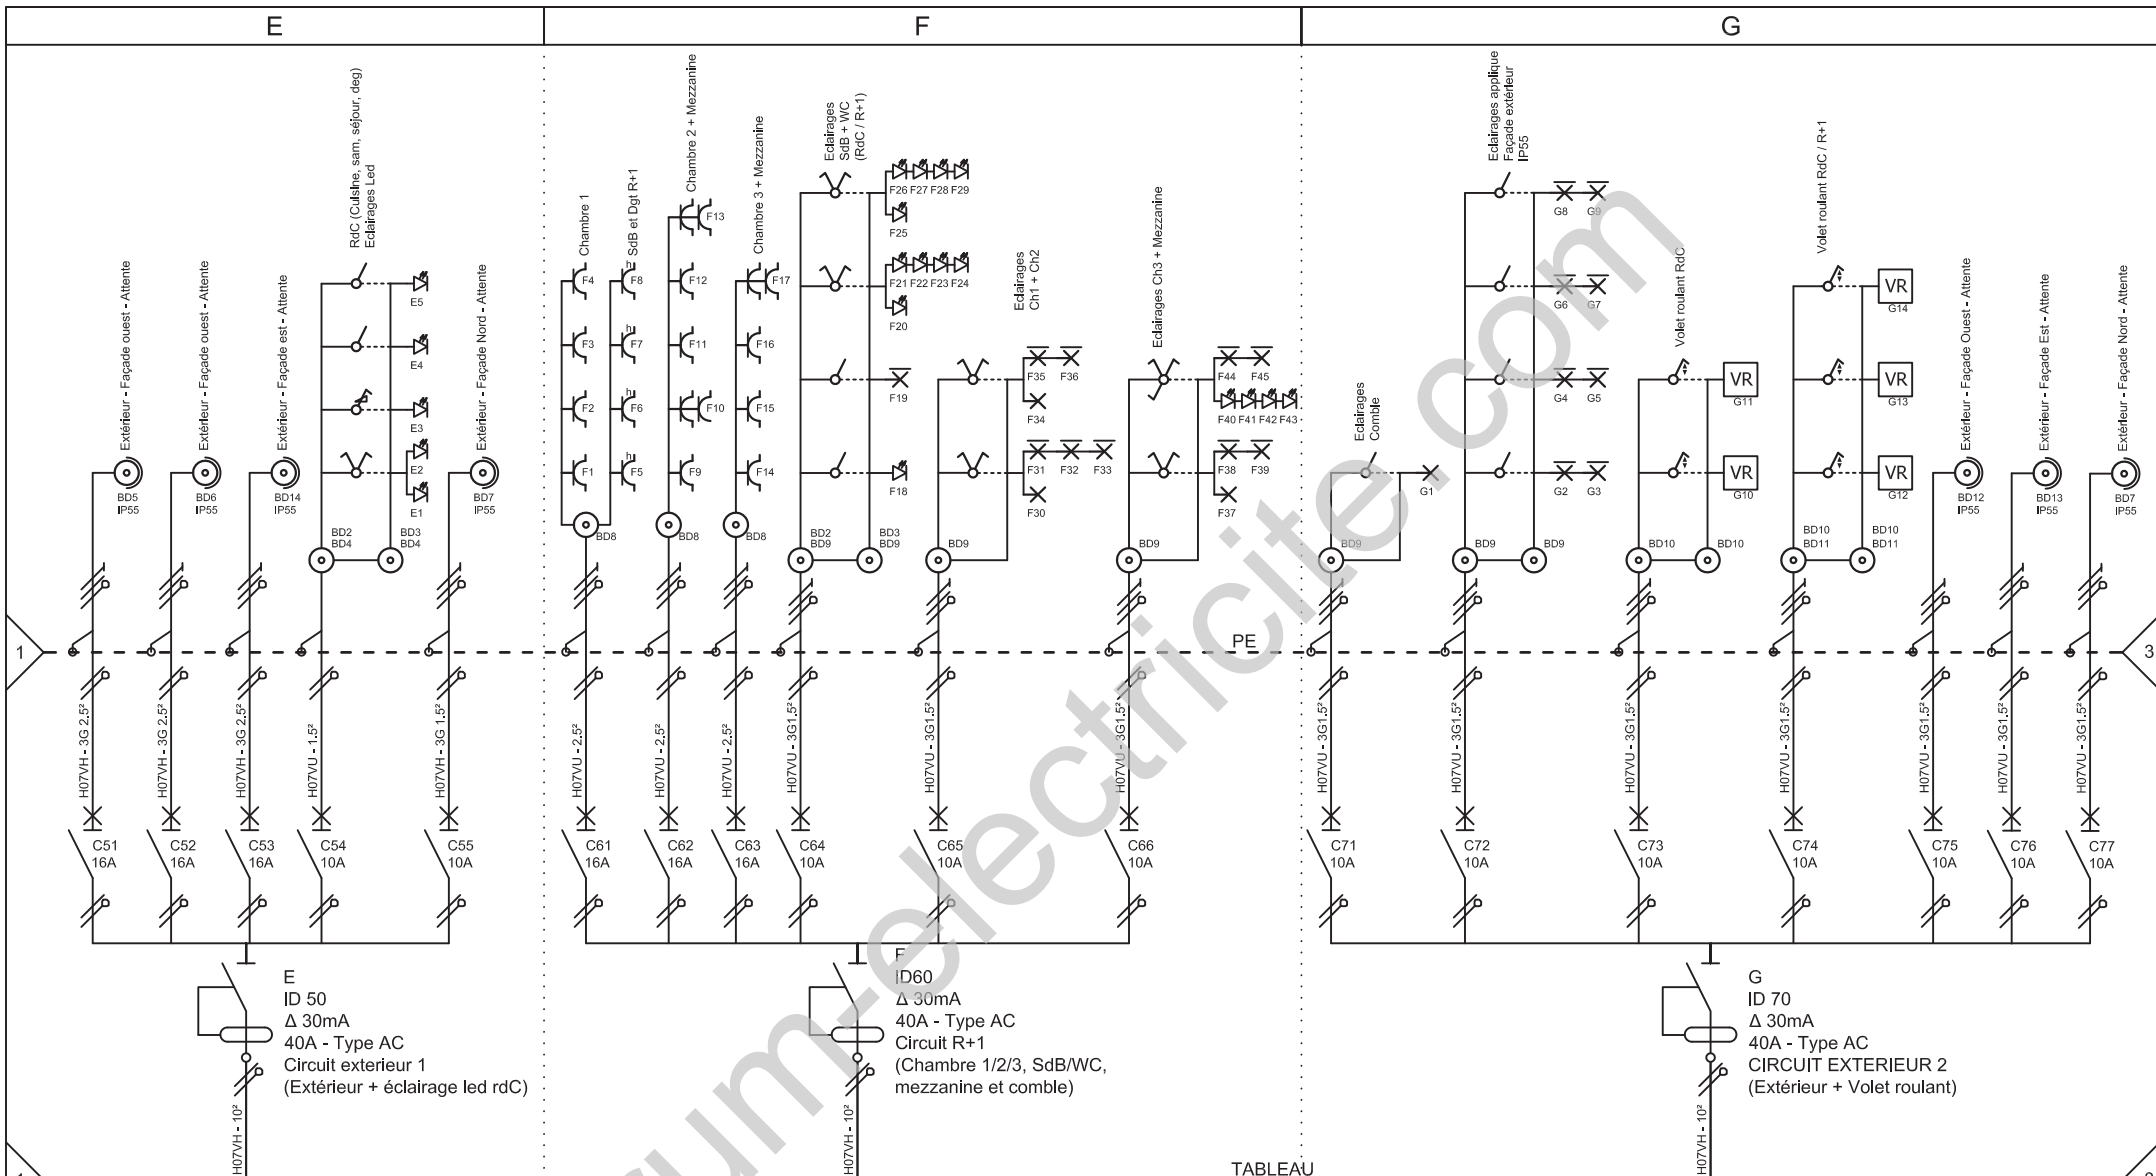 E
F
G
Extérieur - Façade ouest - Attente
Extérieur - Façade ouest - Attente
Extérieur - Façade est - Attente
RdC (Cuisine, sam, séjour, deg)
Eclairages Led
Extérieur - Façade Nord - Attente
E5
E4
E3
E2
E1
BD5
IP55
BD6
IP55
BD14
IP55
BD2
BD4
BD3
BD4
BD7
IP55
Chambre 1
SdB et Dgt R+1
Chambre 2 + Mezzanine
Chambre 3 + Mezzanine
Eclairages
SdB + WC
(RdC / R+1)
Eclairages
Ch1 + Ch2
Eclairages Ch3 + Mezzanine
F4
F3
F2
F1
h
F8
h
F7
h
F6
h
F5
F13
F12
F11
F10
F9
F17
F16
F15
F14
F26 F27 F28 F29
F25
F21 F22 F23 F24
F20
F19
F18
F35 F36
F34
F31 F32 F33
F30
F44 F45
F40 F41 F42 F43
F38 F39
F37
BD8
BD8
BD8
BD2
BD9
BD3
BD9
BD9
BD9
Eclairages
Comble
Eclairages applique
Façade extérieur
IP55
Volet roulant RdC
Volet roulant RdC / R+1
Extérieur - Façade Ouest - Attente
Extérieur - Façade Est - Attente
Extérieur - Façade Nord - Attente
G1
G8 G9
G6 G7
G4 G5
G2 G3
VR
G11
VR
G10
VR
G14
VR
G13
VR
G12
BD9
BD9
BD9
BD10
BD10
BD10
BD11
BD10
BD11
BD12
IP55
BD13
IP55
BD7
IP55
1
PE
3
H07VH - 3G 2.5²
H07VH - 3G 2.5²
H07VH - 3G 2.5²
H07VU - 1.5²
H07VH - 3G 1.5²
H07VU - 2.5²
H07VU - 2.5²
H07VU - 2.5²
H07VU - 3G1.5²
H07VU - 3G1.5²
H07VU - 3G1.5²
H07VU - 3G1.5²
H07VU - 3G1.5²
H07VU - 3G1.5²
H07VU - 3G1.5²
H07VU - 3G1.5²
H07VU - 3G1.5²
H07VU - 3G1.5²
C51
16A
C52
16A
C53
16A
C54
10A
C55
10A
C61
16A
C62
16A
C63
16A
C64
10A
C65
10A
C66
10A
C71
10A
C72
10A
C73
10A
C74
10A
C75
10A
C76
10A
C77
10A
E
ID 50
Δ 30mA
40A - Type AC
Circuit exterieur 1
(Extérieur + éclairage led rdC)
F
ID60
Δ 30mA
40A - Type AC
Circuit R+1
(Chambre 1/2/3, SdB/WC,
mezzanine et comble)
G
ID 70
Δ 30mA
40A - Type AC
CIRCUIT EXTERIEUR 2
(Extérieur + Volet roulant)
H07VH - 10²
H07VH - 10²
H07VH - 10²
TABLEAU
um-electricite.com